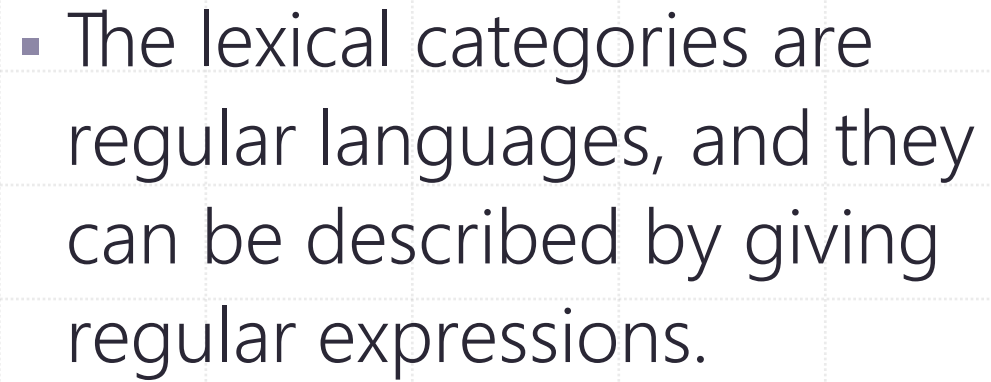 ▪ The lexical categories are
regular languages, and they
can be described by giving
regular expressions.